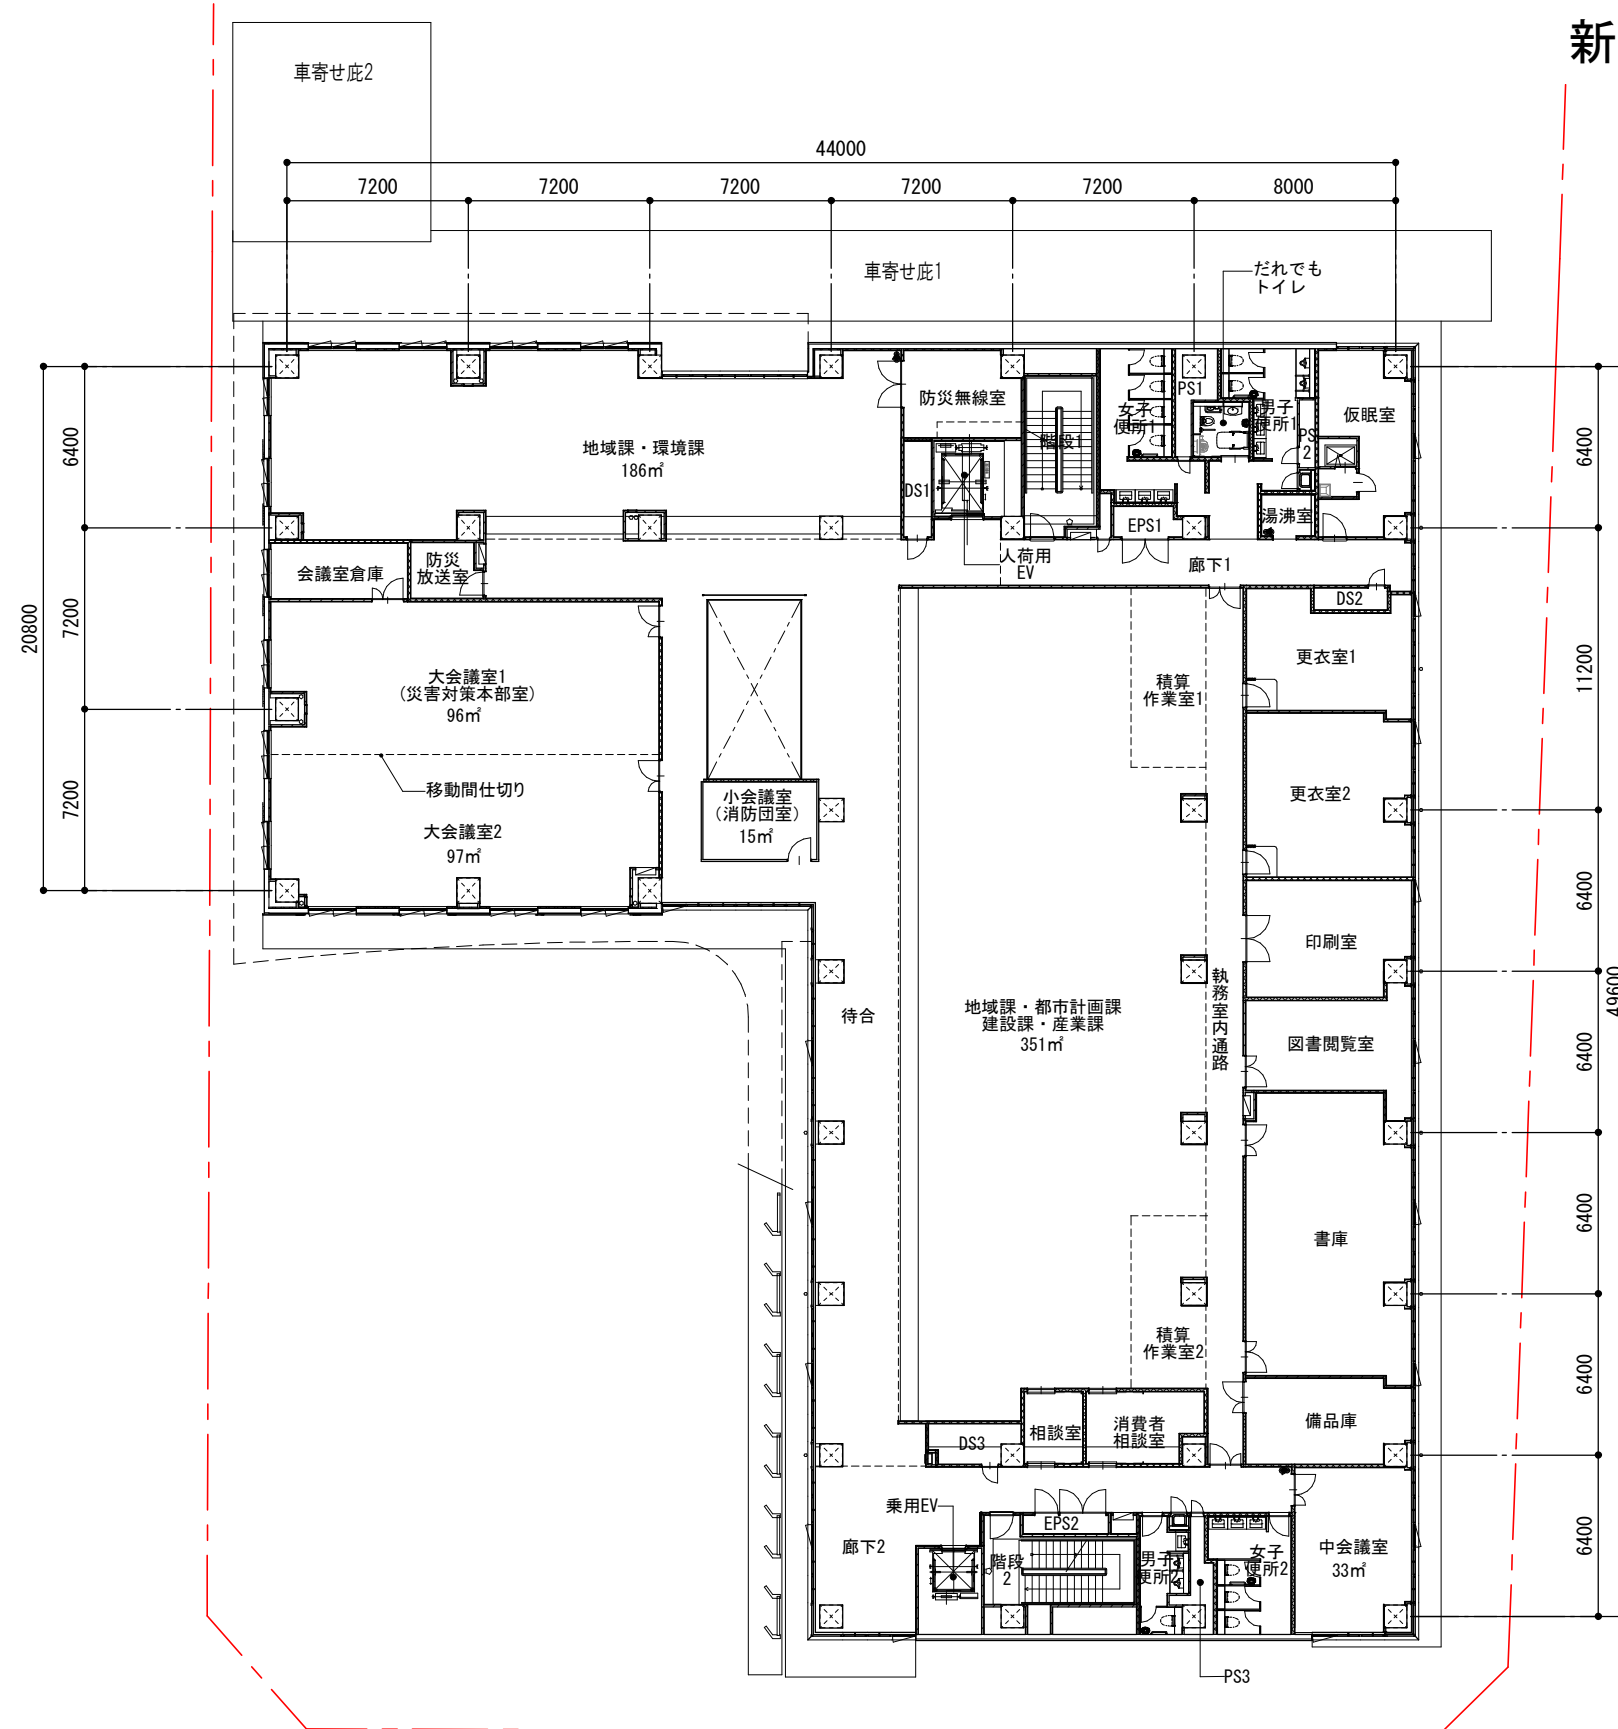 新
車寄せ庇2
44000
7200
7200
7200
7200
7200
8000
車寄せ庇1
だれでも
トイレ
防災無線室
階段1
女子
便所1
PS1
男子
便所1
PS
2
仮眠室
6400
6400
地域課・環境課
186㎡
DS1
EPS1
湯沸室
人荷用
EV
廊下1
会議室倉庫
防災
放送室
DS2
20800
7200
11200
大会議室1
(災害対策本部室)
96㎡
積算
作業室1
更衣室1
移動間仕切り
小会議室
(消防団室)
15㎡
更衣室2
7200
大会議室2
97㎡
6400
印刷室
49600
待合
地域課・都市計画課
建設課・産業課
351㎡
執務室内通路
図書閲覧室
6400
書庫
6400
積算
作業室2
6400
備品庫
相談室
消費者
相談室
DS3
乗用EV
EPS2
廊下2
階段
2
男子
便所2
女子
便所2
中会議室
33㎡
6400
PS3